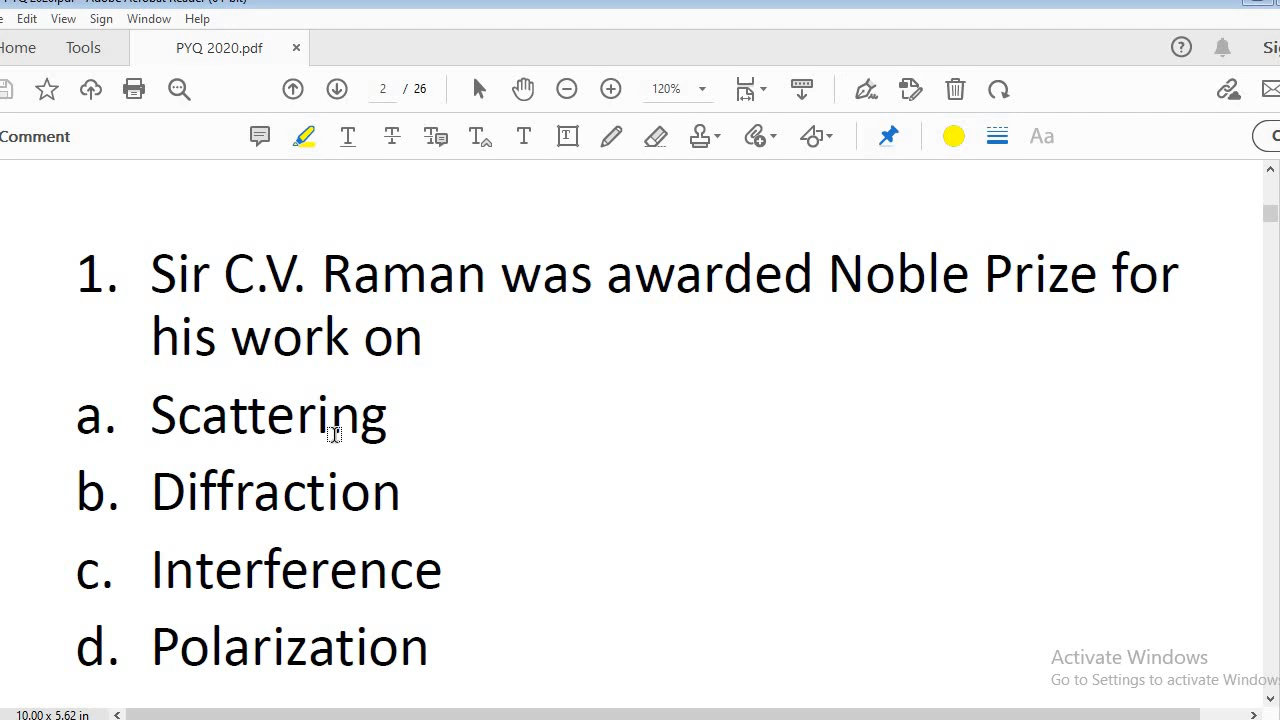 Edit View Sign Window Help
Home Tools PYQ 2020.pdf ×
2 / 26 120%
Comment Aa
1. Sir C.V. Raman was awarded Noble Prize for
his work on
a. Scattering
b. Diffraction
c. Interference
d. Polarization
Activate Windows
Go to Settings to activate Windows
10.00 x 5.62 in